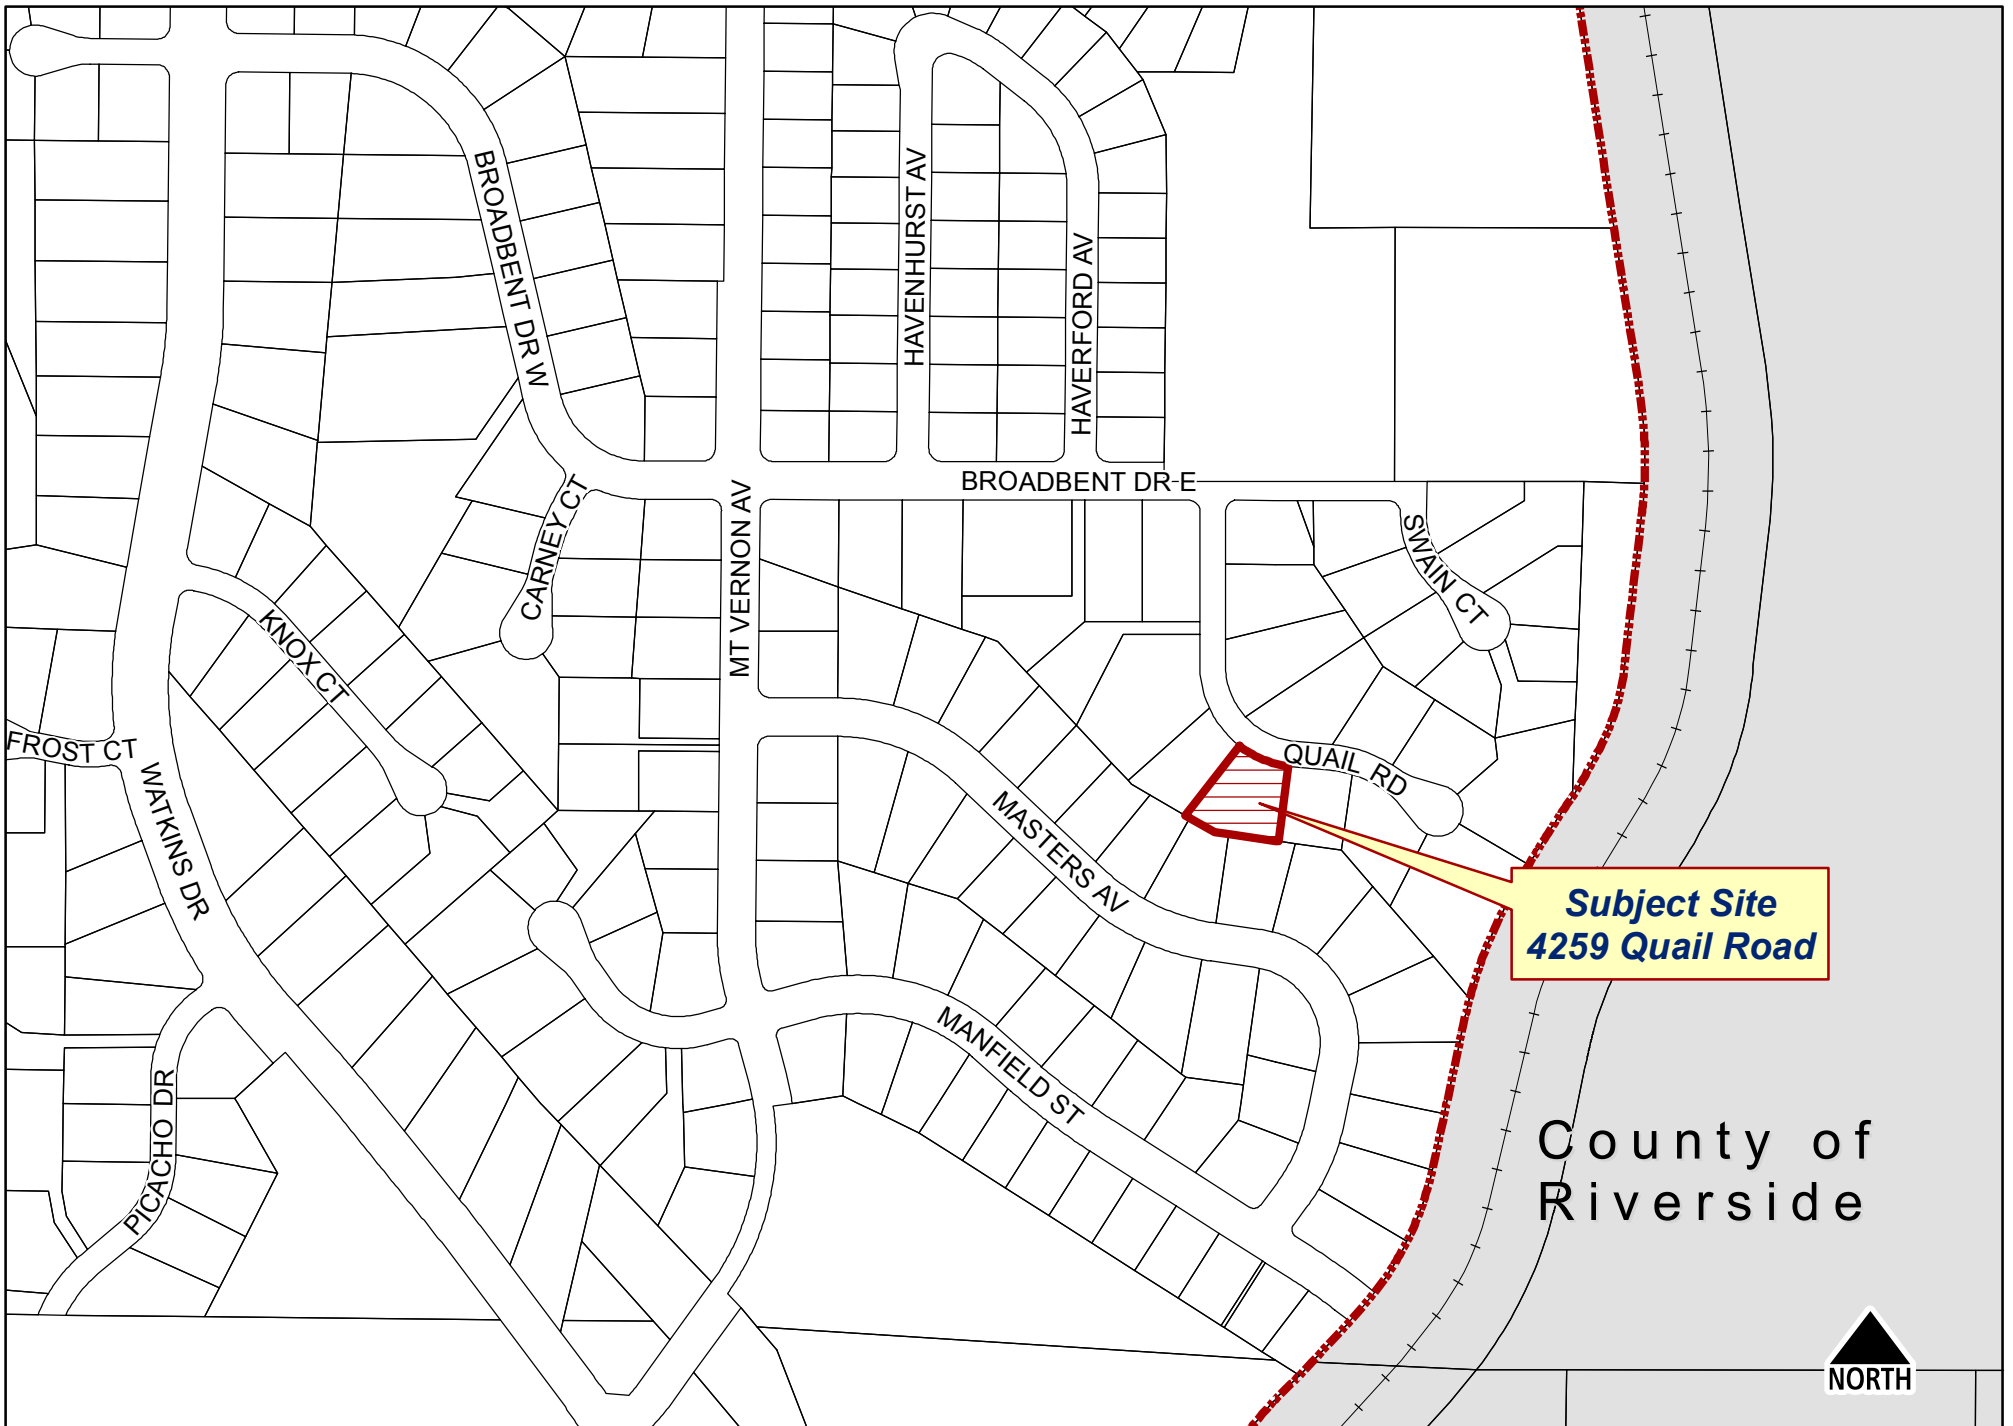 BROADBENT DR W
HAVENHURST AV
HAVERFORD AV
BROADBENT DR E
CARNEY CT
MT VERNON AV
SWAIN CT
KNOX CT
FROST CT
WATKINS DR
QUAIL RD
MASTERS AV
Subject Site
4259 Quail Road
MANFIELD ST
PICACHO DR
County of
Riverside
NORTH